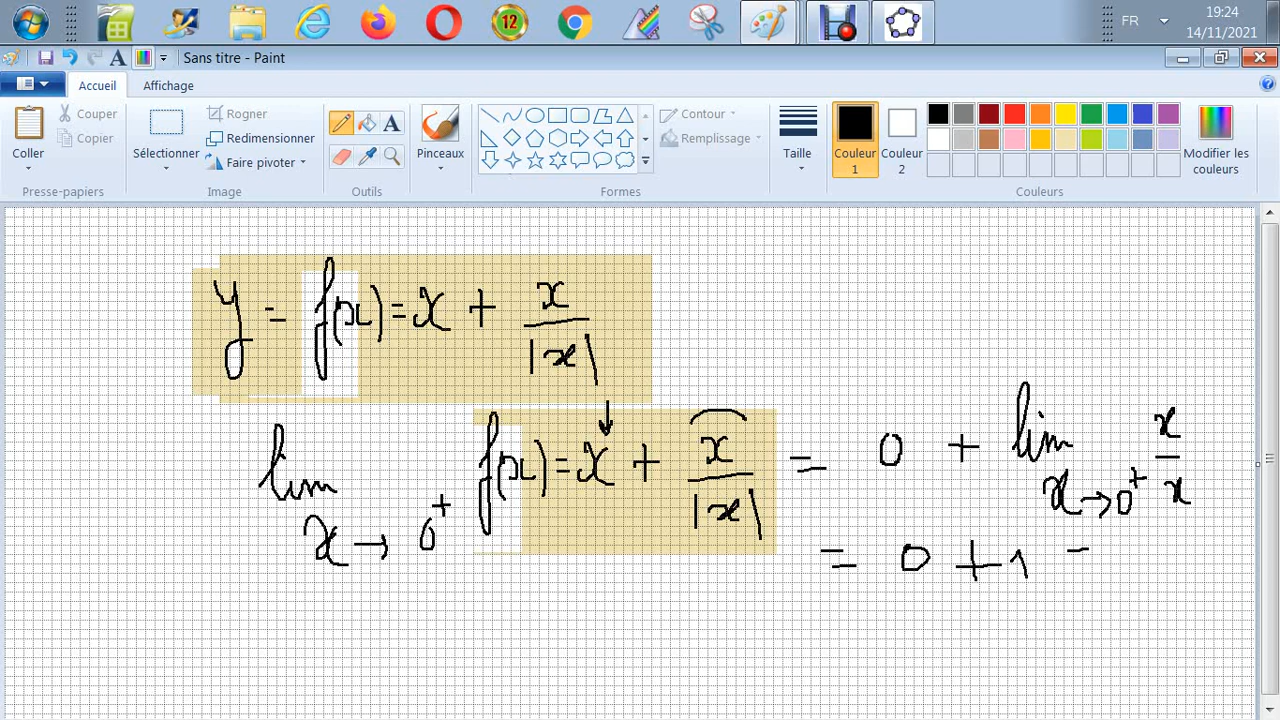 12
FR
19:24
14/11/2021
Sans titre - Paint
Accueil
Affichage
Coller
Couper
Copier
Presse-papiers
Sélectionner
Rogner
Redimensionner
Faire pivoter
Image
A
Outils
Pinceaux
Contour
Remplissage
Formes
Taille
Couleur 1
Couleur 2
Modifier les couleurs
Couleurs
y = f(x) = x + x/|x|
lim x→0⁺ f(x) = x + x/|x| = 0 + lim x→0⁺ x/x
= 0 + 1 =